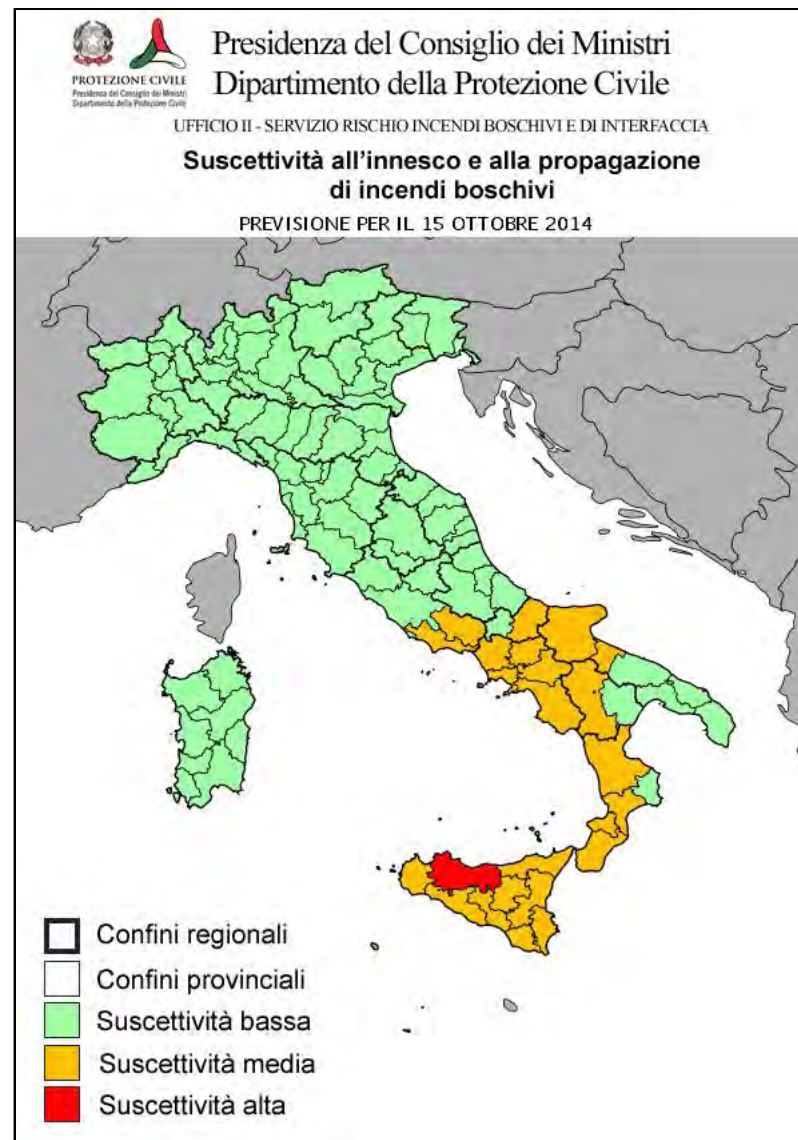 Presidenza del Consiglio dei Ministri
Dipartimento della Protezione Civile
PROTEZIONE CIVILE
Presidenza del Consiglio dei Ministri
Dipartimento della Protezione Civile
UFFICIO II - SERVIZIO RISCHIO INCENDI BOSCHIVI E DI INTERFACCIA
Suscettività all'innesco e alla propagazione
di incendi boschivi
PREVISIONE PER IL 15 OTTOBRE 2014
Confini regionali
Confini provinciali
Suscettività bassa
Suscettività media
Suscettività alta